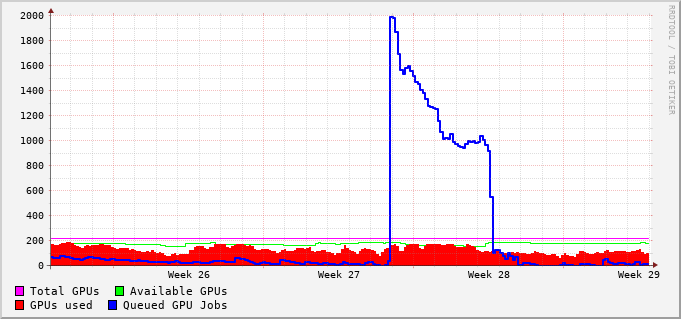 2000
1800
1600
1400
1200
1000
800
600
400
200
0
Week 26 Week 27 Week 28 Week 29
Total GPUs Available GPUs
GPUs used Queued GPU Jobs
RRDTOOL / TOBI OETIKER